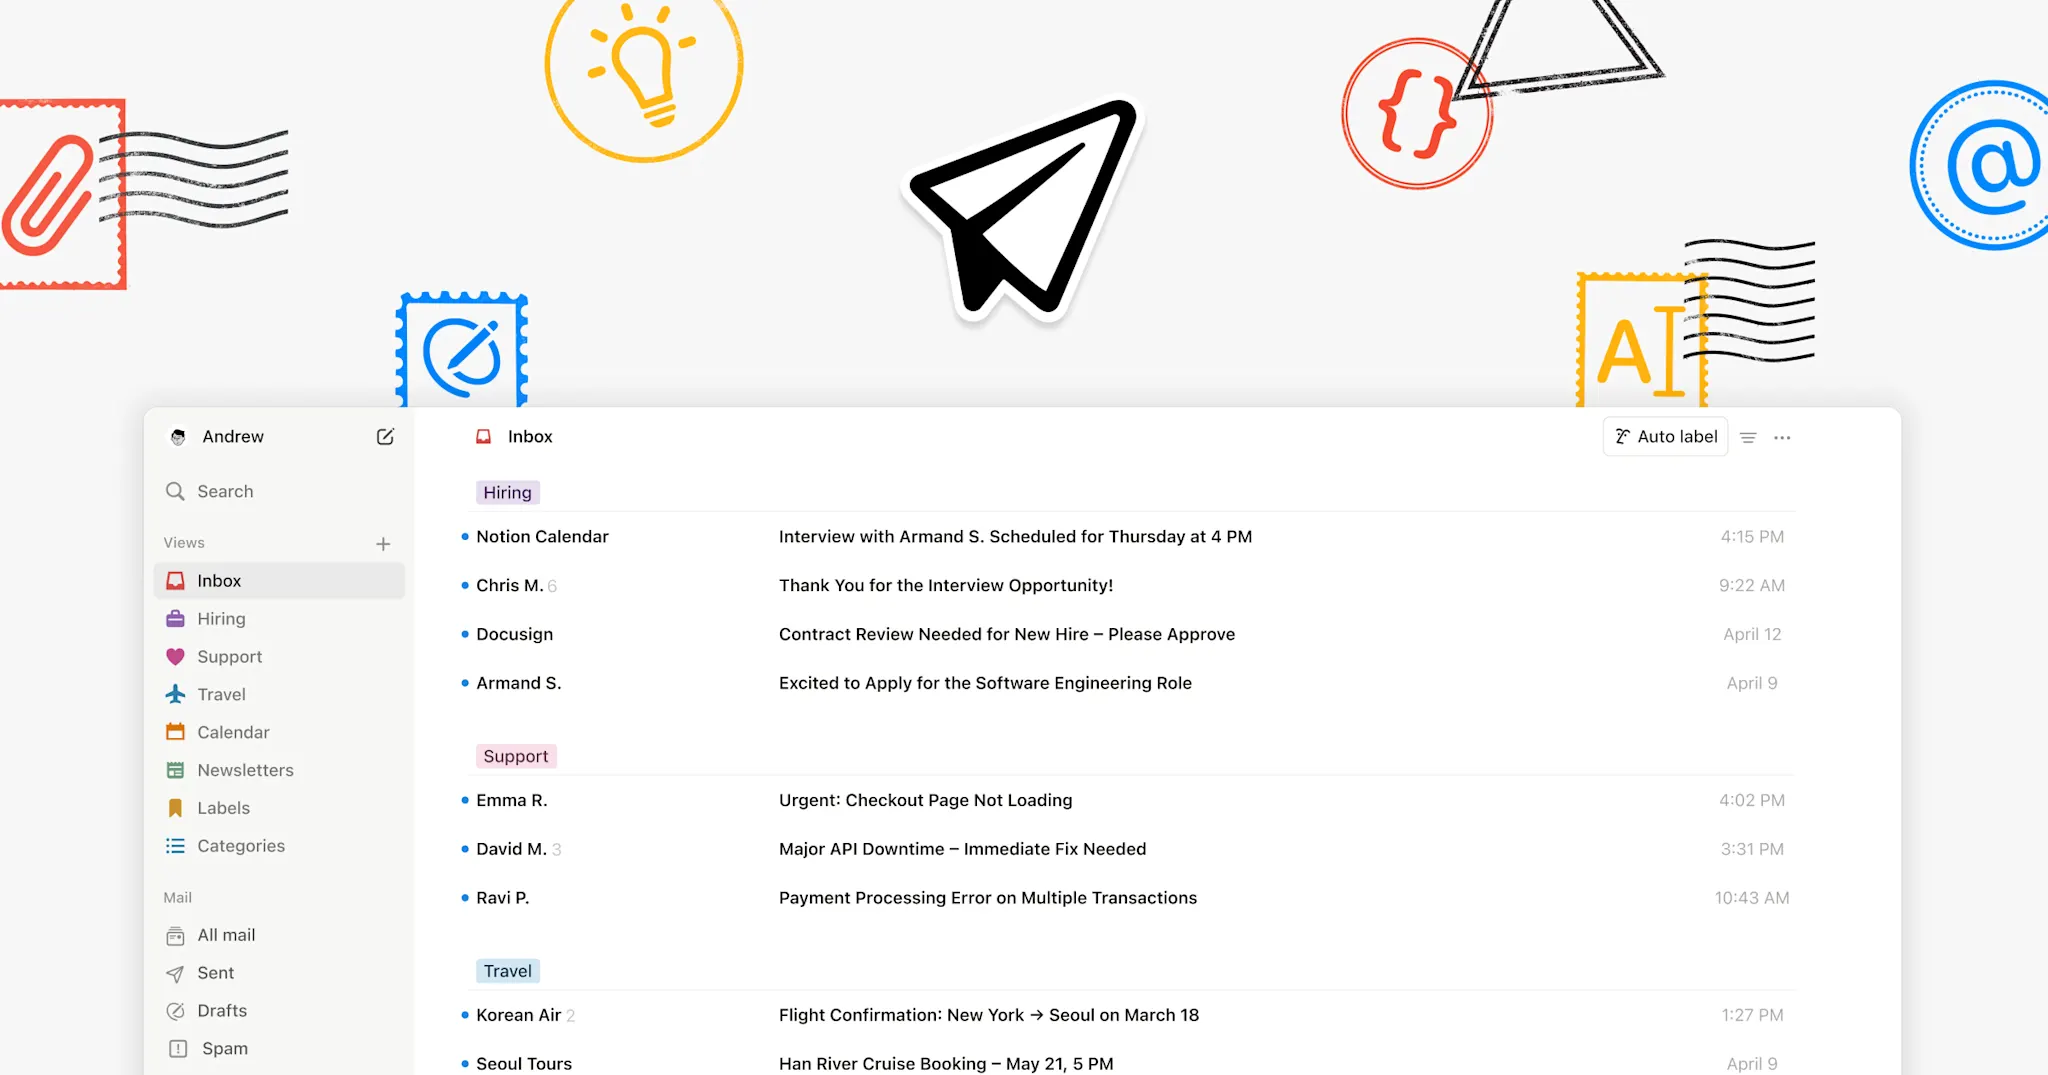 {}
@
A
Andrew
Inbox
Auto label
Search
Views
Inbox
Hiring
Support
Travel
Calendar
Newsletters
Labels
Categories
Mail
All mail
Sent
Drafts
Spam
Hiring
Notion Calendar Interview with Armand S. Scheduled for Thursday at 4 PM 4:15 PM
Chris M. 6 Thank You for the Interview Opportunity! 9:22 AM
Docusign Contract Review Needed for New Hire – Please Approve April 12
Armand S. Excited to Apply for the Software Engineering Role April 9
Support
Emma R. Urgent: Checkout Page Not Loading 4:02 PM
David M. 3 Major API Downtime – Immediate Fix Needed 3:31 PM
Ravi P. Payment Processing Error on Multiple Transactions 10:43 AM
Travel
Korean Air 2 Flight Confirmation: New York → Seoul on March 18 1:27 PM
Seoul Tours Han River Cruise Booking – May 21, 5 PM April 9